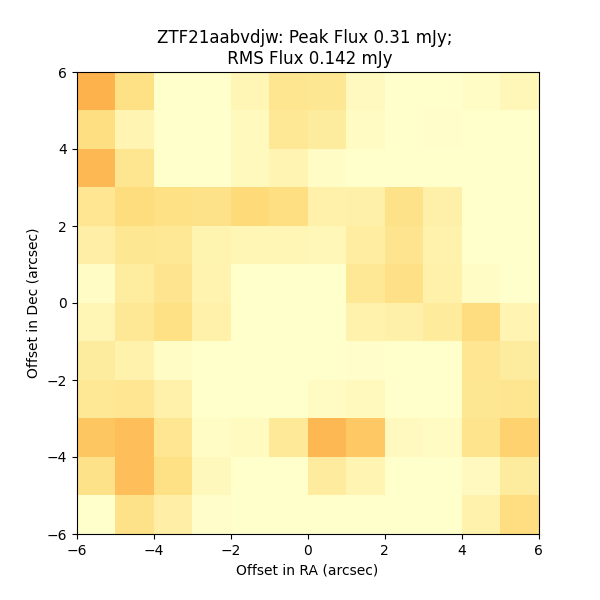 ZTF21aabvdjw: Peak Flux 0.31 mJy;
RMS Flux 0.142 mJy
6
4
2
0
−2
−4
−6
Offset in Dec (arcsec)
−6 −4 −2 0 2 4 6
Offset in RA (arcsec)